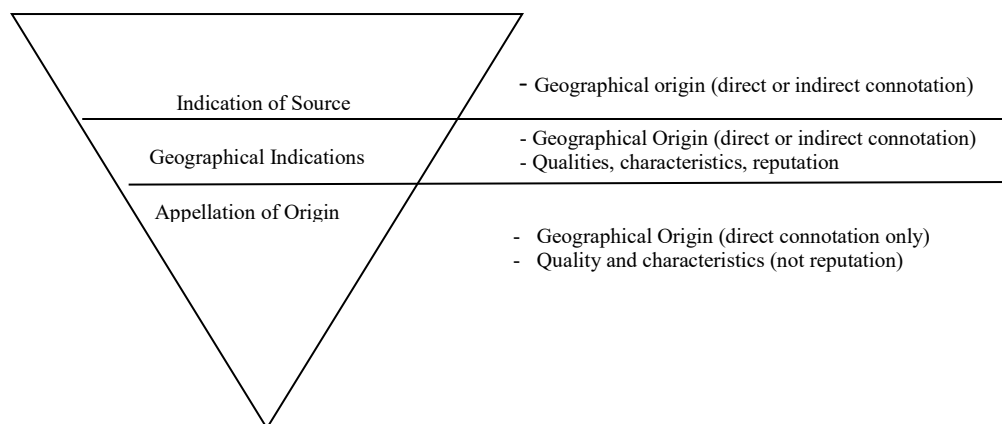 Indication of Source
- Geographical origin (direct or indirect connotation)
Geographical Indications
- Geographical Origin (direct or indirect connotation)
- Qualities, characteristics, reputation
Appellation of Origin
- Geographical Origin (direct connotation only)
- Quality and characteristics (not reputation)